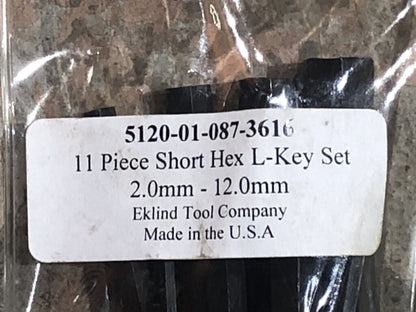 5120-01-087-3616
11 Piece Short Hex L-Key Set
2.0mm - 12.0mm
Eklind Tool Company
Made in the U.S.A